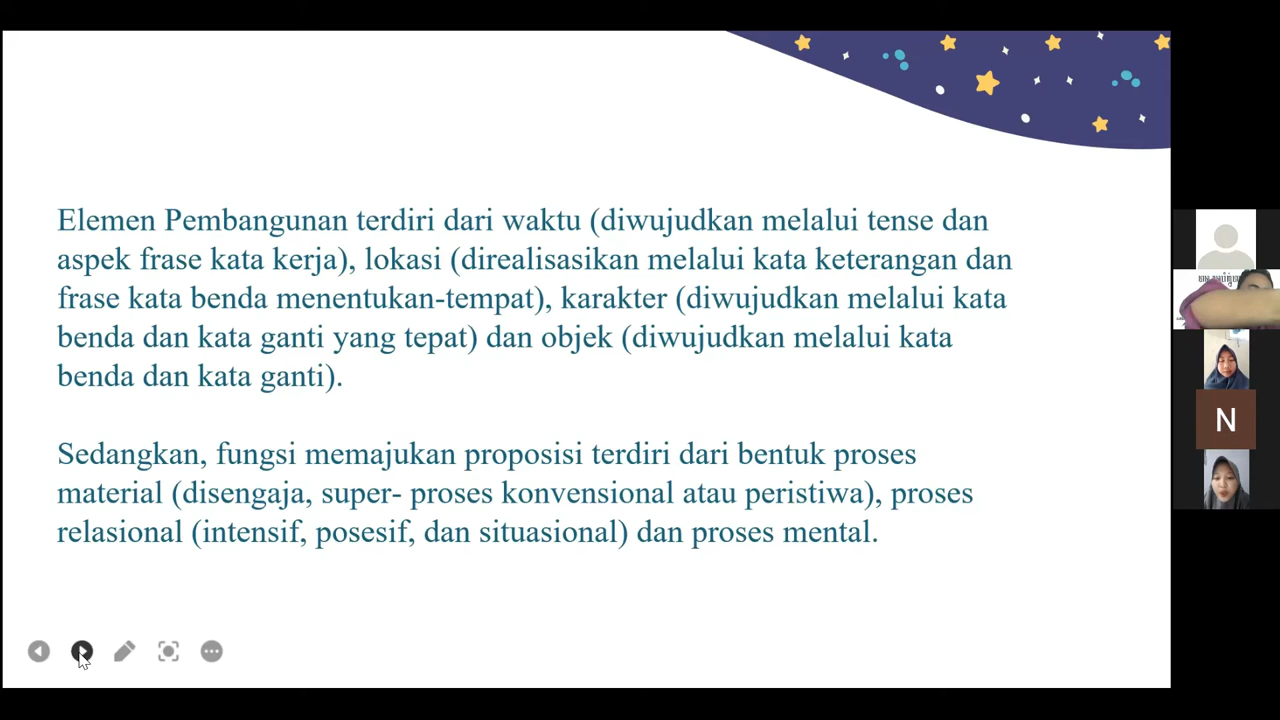 Elemen Pembangunan terdiri dari waktu (diwujudkan melalui tense dan
aspek frase kata kerja), lokasi (direalisasikan melalui kata keterangan dan
frase kata benda menentukan-tempat), karakter (diwujudkan melalui kata
benda dan kata ganti yang tepat) dan objek (diwujudkan melalui kata
benda dan kata ganti).
Sedangkan, fungsi memajukan proposisi terdiri dari bentuk proses
material (disengaja, super- proses konvensional atau peristiwa), proses
relasional (intensif, posesif, dan situasional) dan proses mental.
N